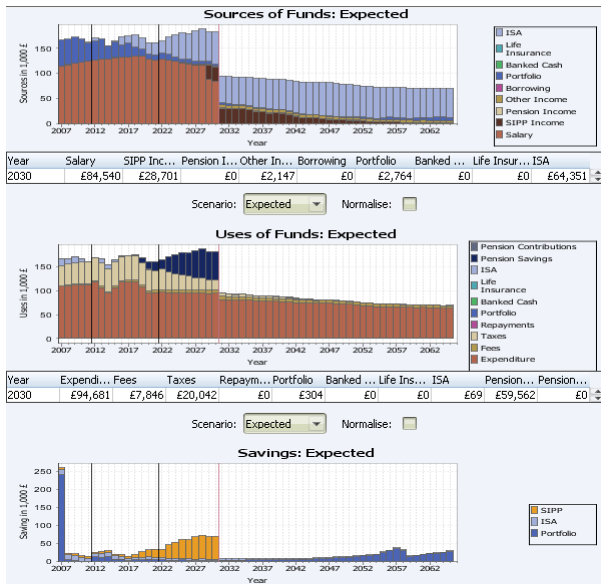 Sources of Funds: Expected
Sources in 1,000 £
150
100
50
0
2007 2012 2017 2022 2027 2032 2037 2042 2047 2052 2057 2062
Year
ISA
Life
Insurance
Banked Cash
Portfolio
Borrowing
Other Income
Pension Income
SIPP Income
Salary
Year Salary SIPP Inc... Pension I... Other In... Borrowing Portfolio Banked ... Life Insur... ISA
2030 £84,540 £28,701 £0 £2,147 £0 £2,764 £0 £0 £64,351
Scenario: Expected Normalise:
Uses of Funds: Expected
Uses in 1,000 £
150
100
50
0
2007 2012 2017 2022 2027 2032 2037 2042 2047 2052 2057 2062
Year
Pension Contributions
Pension Savings
ISA
Life
Insurance
Banked Cash
Portfolio
Repayments
Taxes
Fees
Expenditure
Year Expendi... Fees Taxes Repaym... Portfolio Banked ... Life Ins... ISA Pension... Pension...
2030 £94,681 £7,846 £20,042 £0 £304 £0 £0 £69 £59,562 £0
Scenario: Expected Normalise:
Savings: Expected
Saving in 1,000 £
250
200
150
100
50
0
2007 2012 2017 2022 2027 2032 2037 2042 2047 2052 2057 2062
Year
SIPP
ISA
Portfolio